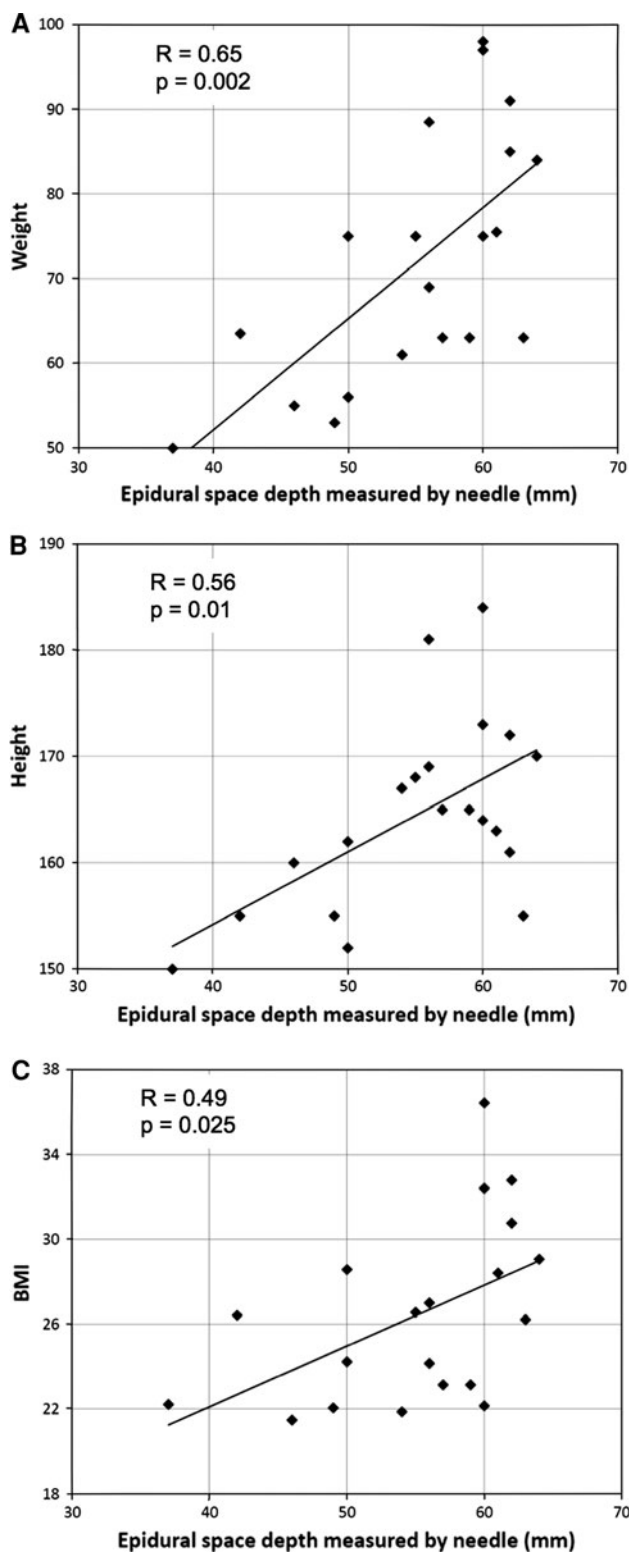 A
R = 0.65
p = 0.002
100
90
80
70
60
50
Weight
30 40 50 60 70
Epidural space depth measured by needle (mm)
B
R = 0.56
p = 0.01
190
180
170
160
150
Height
30 40 50 60 70
Epidural space depth measured by needle (mm)
C
R = 0.49
p = 0.025
38
34
30
26
22
18
BMI
30 40 50 60 70
Epidural space depth measured by needle (mm)